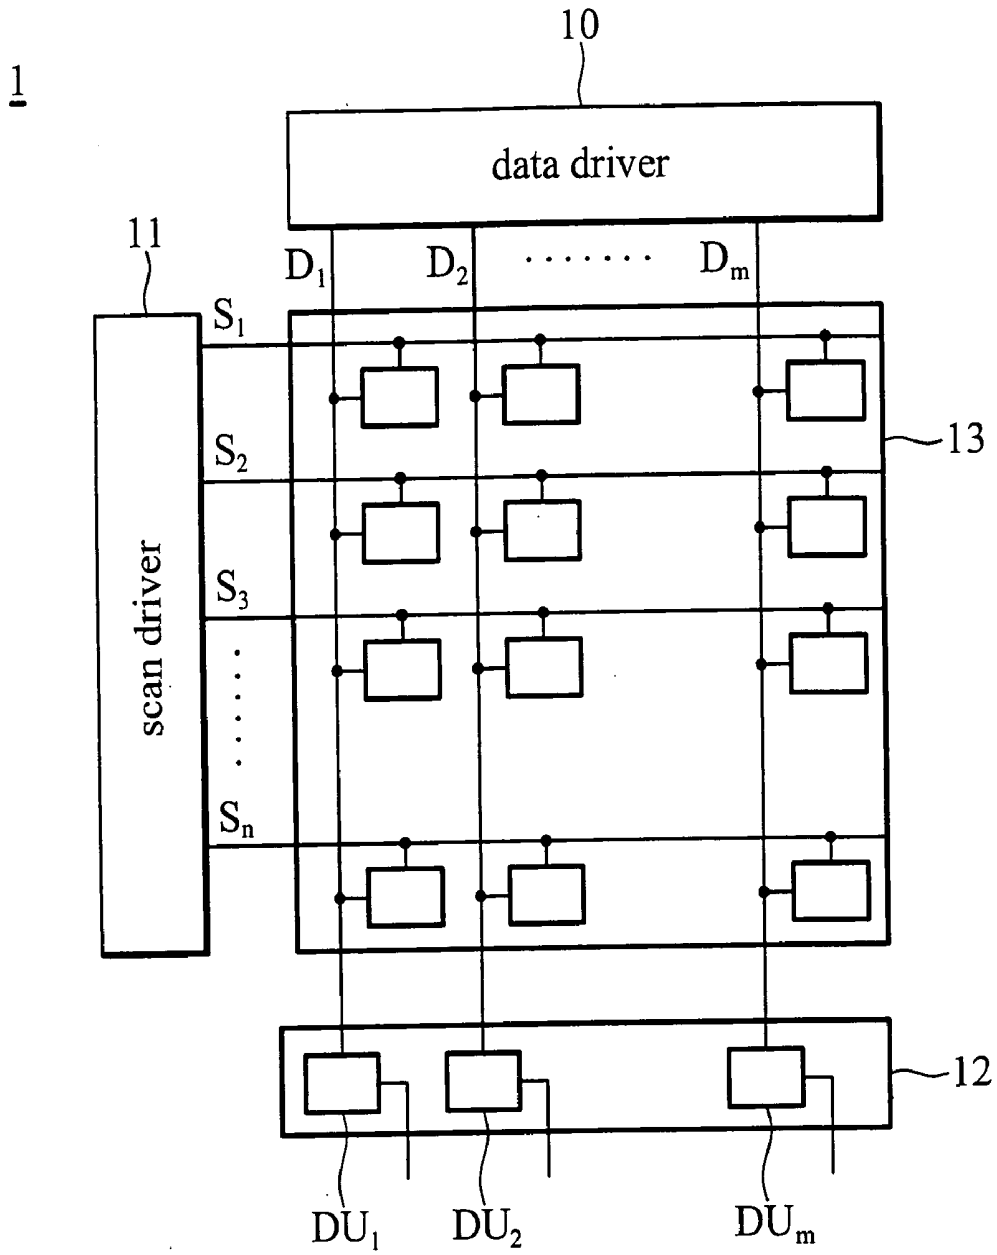 1
10
data driver
11
D₁ D₂ ....... Dₘ
S₁
13
S₂
scan driver
S₃
......
Sₙ
12
DU₁ DU₂ DUₘ